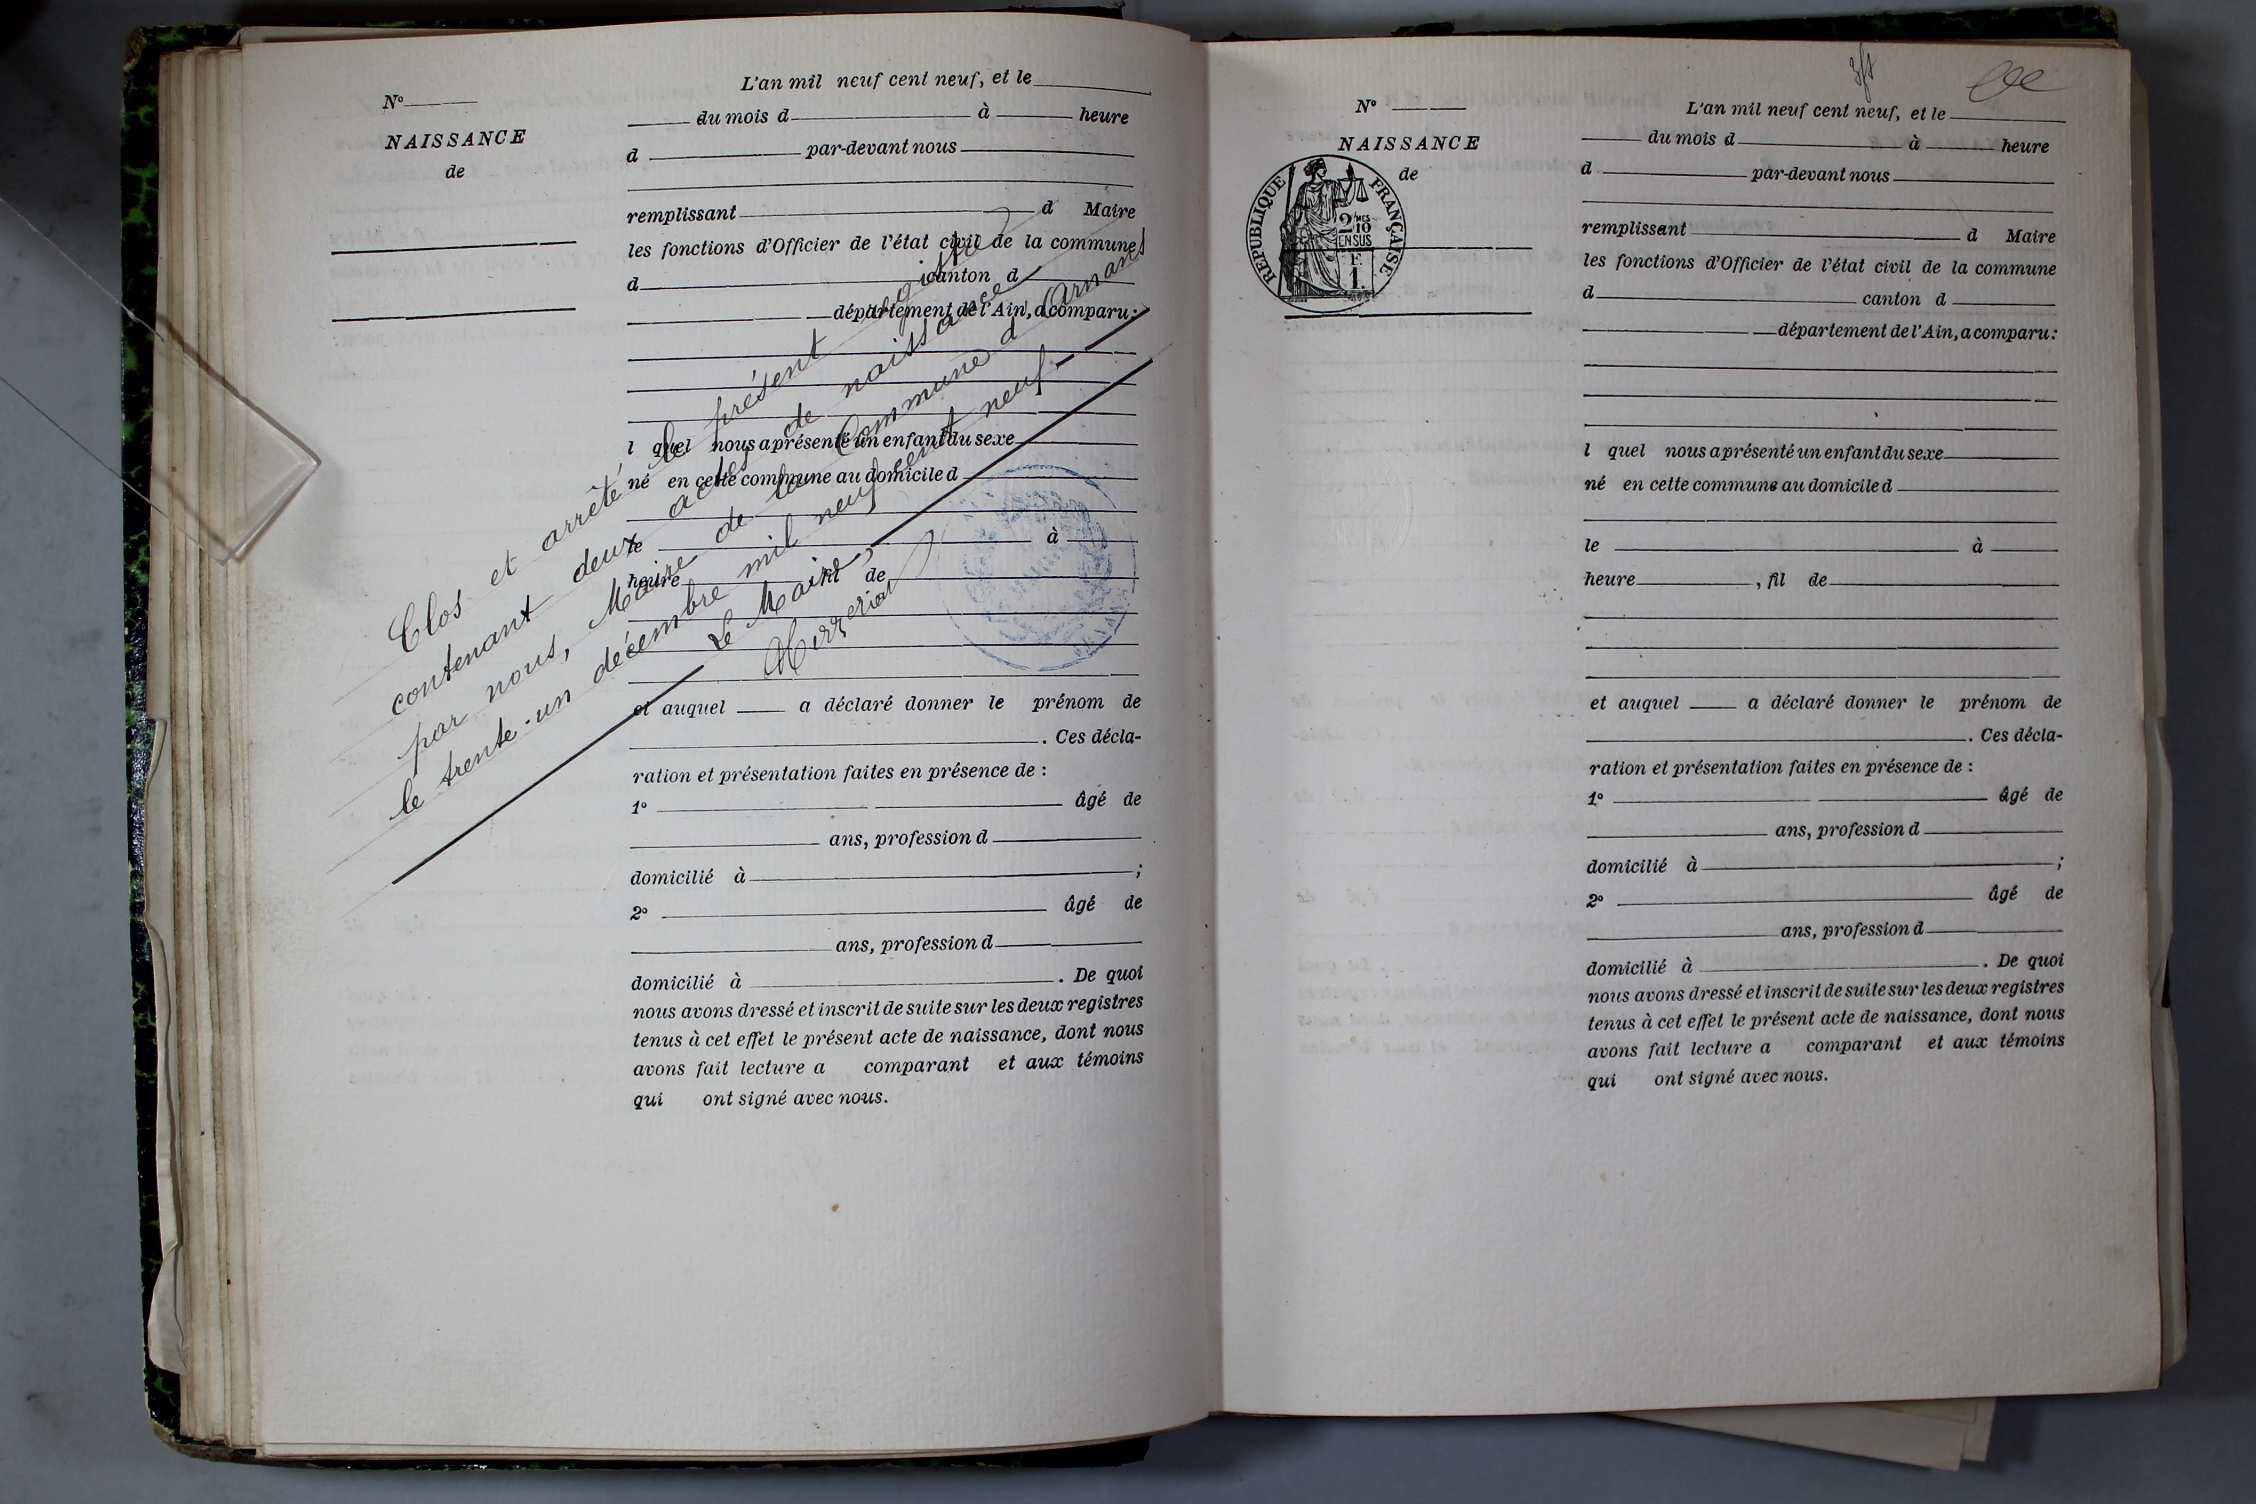 N°
NAISSANCE
de
L'an mil neuf cent neuf, et le
du mois d à heure
d par-devant nous
remplissant d Maire
les fonctions d'Officier de l'état civil de la commune
d canton d
département de l'Ain, a comparu :
l quel nous a présenté un enfant du sexe
né en cette commune au domicile d
le à
heure fil de
et auquel a déclaré donner le prénom de
. Ces décla-
ration et présentation faites en présence de :
1° âgé de
ans, profession d
domicilié à ;
2° âgé de
ans, profession d
domicilié à . De quoi
nous avons dressé et inscrit de suite sur les deux registres
tenus à cet effet le présent acte de naissance, dont nous
avons fait lecture a comparant et aux témoins
qui ont signé avec nous.
Clos et arrêté le présent registre
contenant deux actes de naissance
par nous, Maire de la Commune d'Armand
le trente-un décembre mil neuf cent neuf.
Le Maire,
N°
NAISSANCE
de
RÉPUBLIQUE FRANÇAISE
2 MES
10
EN SUS
F.
1.
L'an mil neuf cent neuf, et le
du mois d à heure
d par-devant nous
remplissant d Maire
les fonctions d'Officier de l'état civil de la commune
d canton d
département de l'Ain, a comparu :
l quel nous a présenté un enfant du sexe
né en cette commune au domicile d
le à
heure , fil de
et auquel a déclaré donner le prénom de
. Ces décla-
ration et présentation faites en présence de :
1° âgé de
ans, profession d
domicilié à ;
2° âgé de
ans, profession d
domicilié à . De quoi
nous avons dressé et inscrit de suite sur les deux registres
tenus à cet effet le présent acte de naissance, dont nous
avons fait lecture a comparant et aux témoins
qui ont signé avec nous.